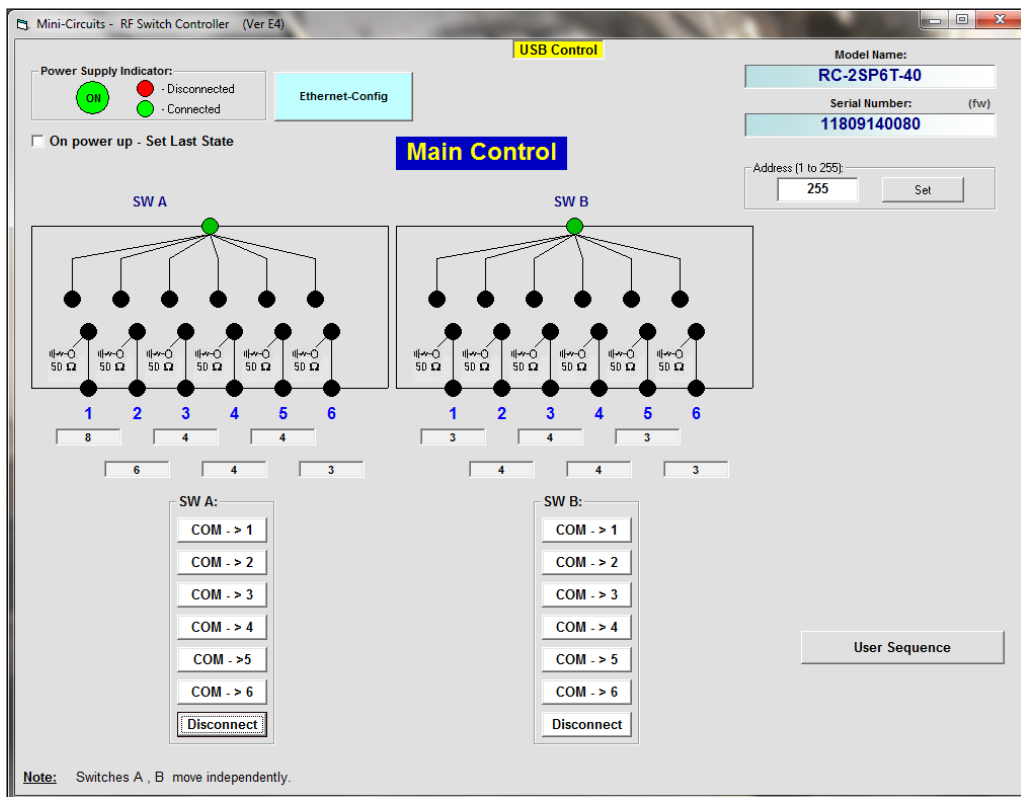 Mini-Circuits - RF Switch Controller (Ver E4)
USB Control
Power Supply Indicator:
ON
- Disconnected
- Connected
Ethernet-Config
Model Name:
RC-2SP6T-40
Serial Number: (fw)
11809140080
On power up - Set Last State
Main Control
Address (1 to 255):
255 Set
SW A SW B
50 Ω 50 Ω 50 Ω 50 Ω 50 Ω 50 Ω 50 Ω 50 Ω 50 Ω 50 Ω 50 Ω 50 Ω
1 2 3 4 5 6 1 2 3 4 5 6
8 4 4 3 4 3
6 4 3 4 4 3
SW A: SW B:
COM - > 1 COM - > 1
COM - > 2 COM - > 2
COM - > 3 COM - > 3
COM - > 4 COM - > 4
COM - >5 COM - > 5
COM - > 6 COM - > 6
Disconnect Disconnect
User Sequence
Note: Switches A , B move independently.